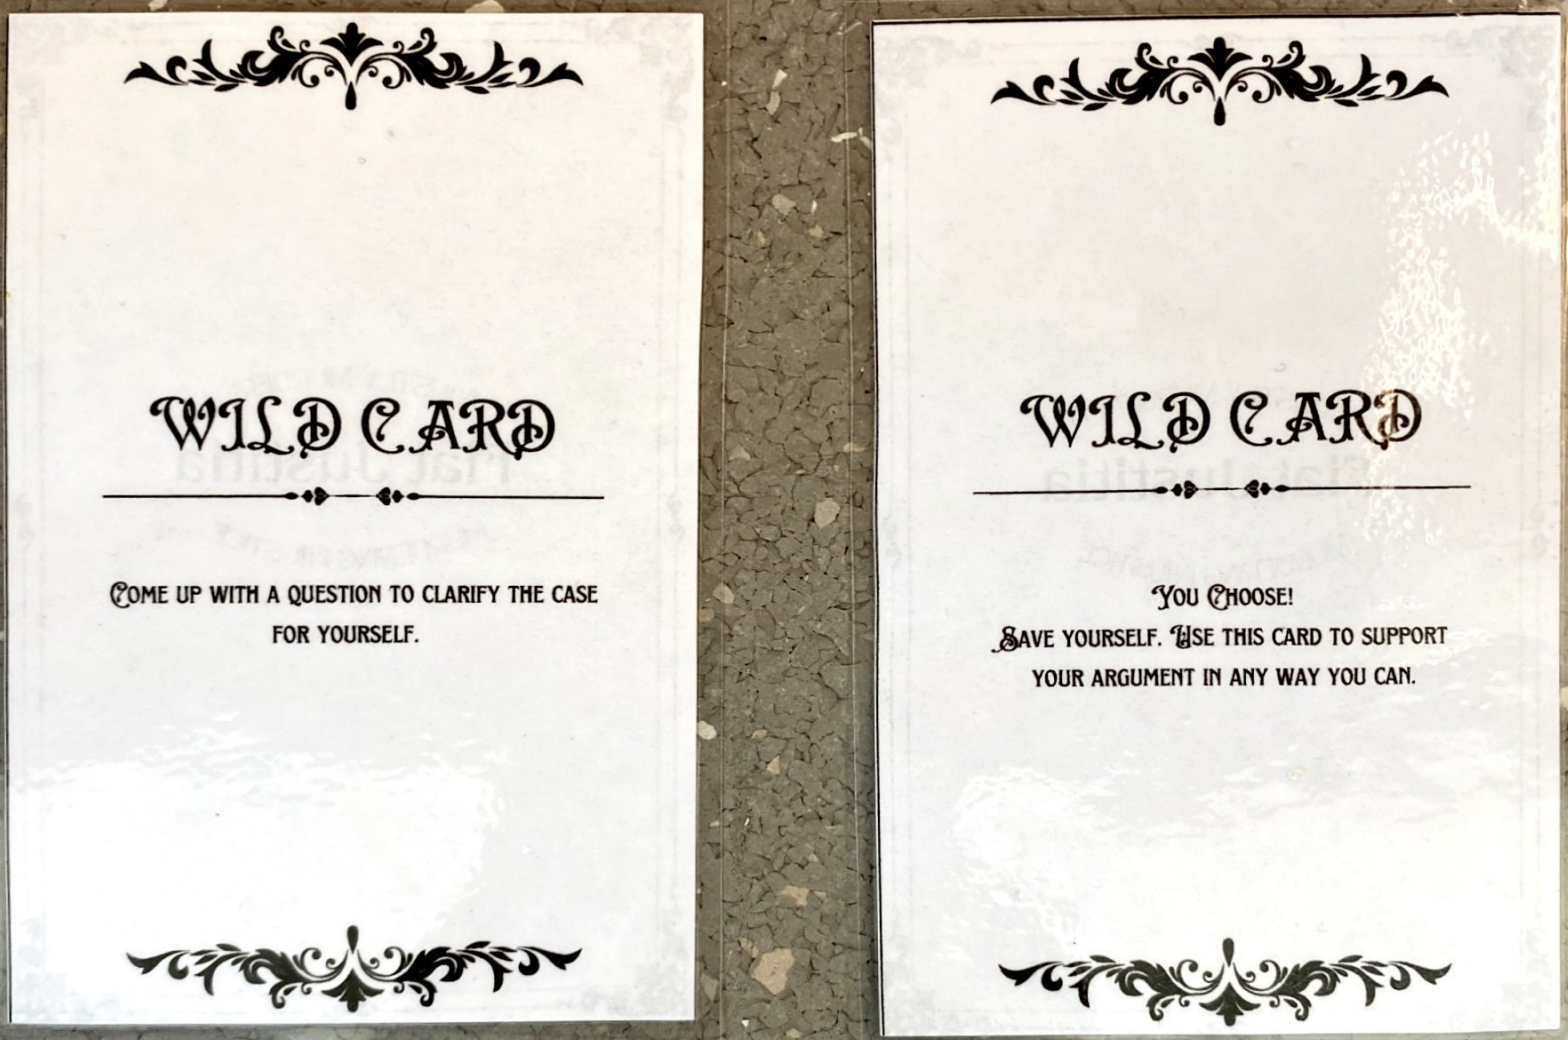 WILD CARD
COME UP WITH A QUESTION TO CLARIFY THE CASE
FOR YOURSELF.
WILD CARD
YOU CHOOSE!
SAVE YOURSELF. USE THIS CARD TO SUPPORT
YOUR ARGUMENT IN ANY WAY YOU CAN.